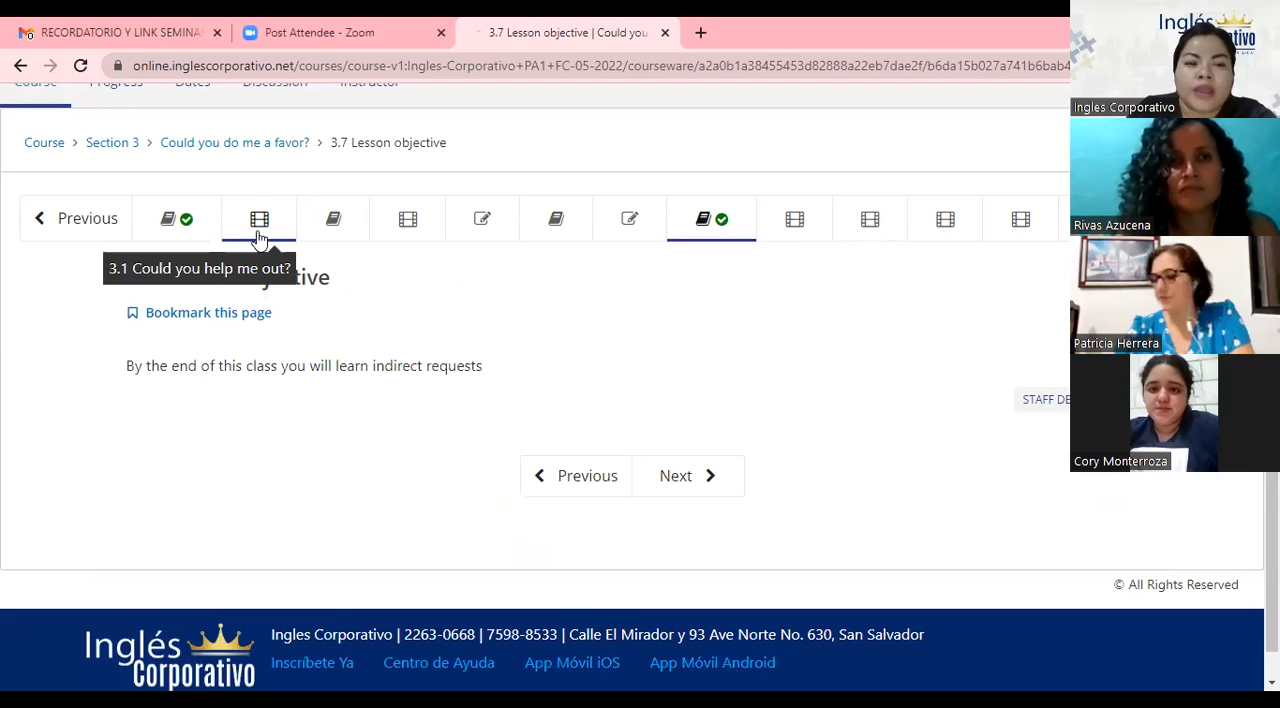 RECORDATORIO Y LINK SEMINA
Post Attendee - Zoom
3.7 Lesson objective | Could you
online.inglescorporativo.net/courses/course-v1:Ingles-Corporativo+PA11+FC-05-2022/courseware/
Course
Progress
Dates
Discussion
Instructor
Course > Section 3 > Could you do me a favor? > 3.7 Lesson objective
Previous
3.1 Could you help me out?
tive
Bookmark this page
By the end of this class you will learn indirect requests
STAFF DE
Previous
Next
© All Rights Reserved
Inglés Corporativo
Ingles Corporativo | 2263-0668 | 7598-8533 | Calle El Mirador y 93 Ave Norte No. 630, San Salvador
Inscríbete Ya
Centro de Ayuda
App Móvil iOS
App Móvil Android
Inglés
Ingles Corporativo
Rivas Azucena
Patricia Herrera
Cory Monterroza